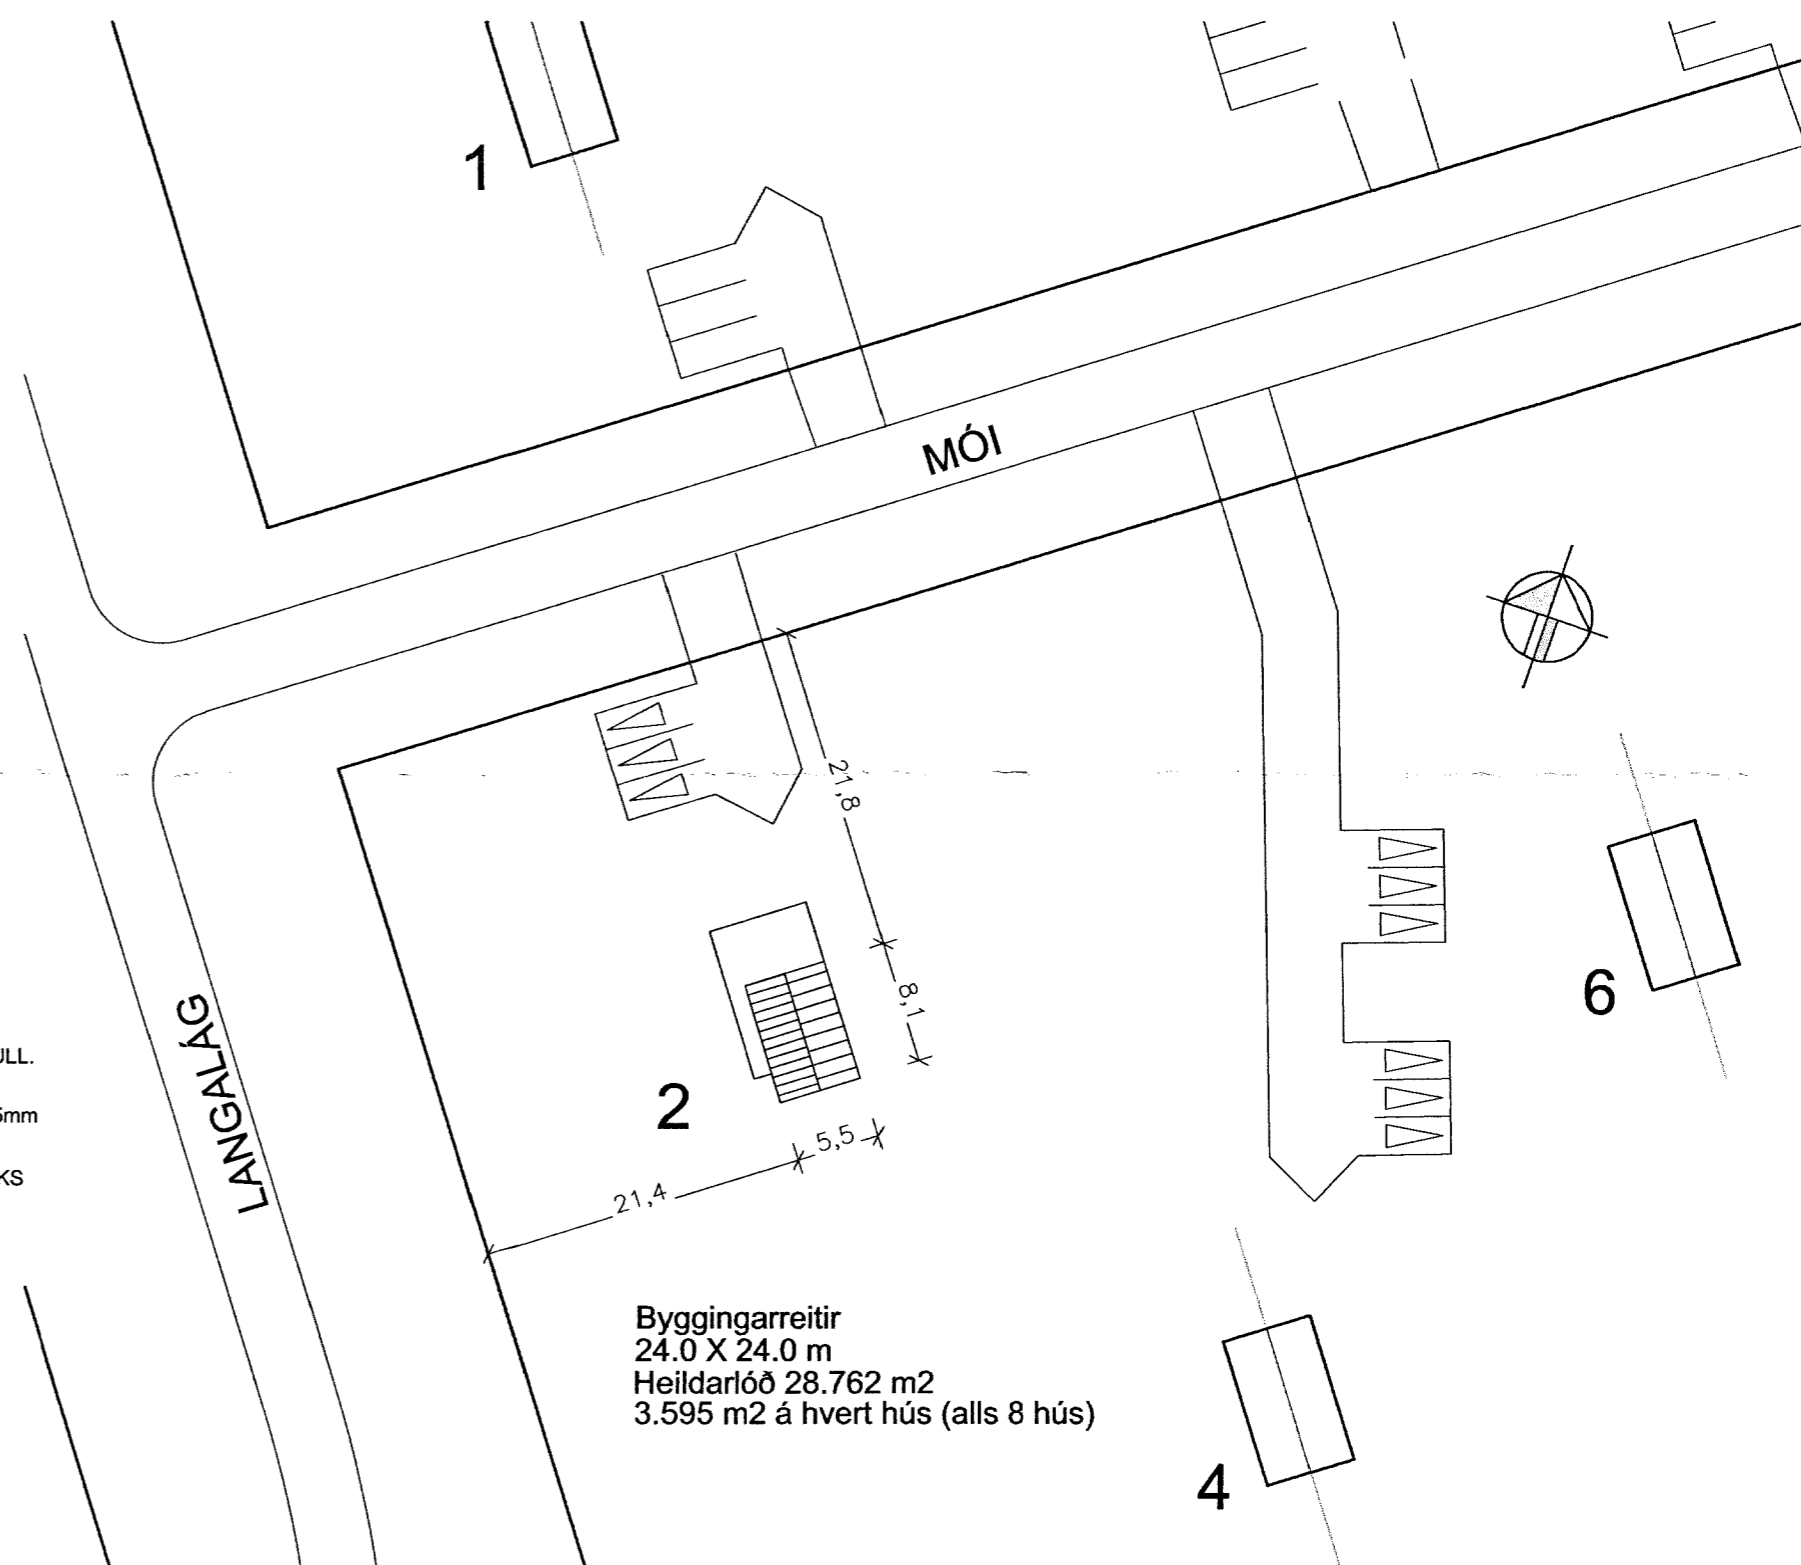 1
MÓI
21,8
8,1
6
LANGALÁG
ULL.
5mm
KS
2
5,5
21,4
Byggingarreitir
24.0 X 24.0 m
Heildarlóð 28.762 m2
3.595 m2 á hvert hús (alls 8 hús)
4